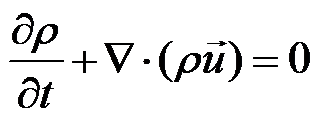 ∂ρ/∂t + ∇ · (ρu⃗) = 0